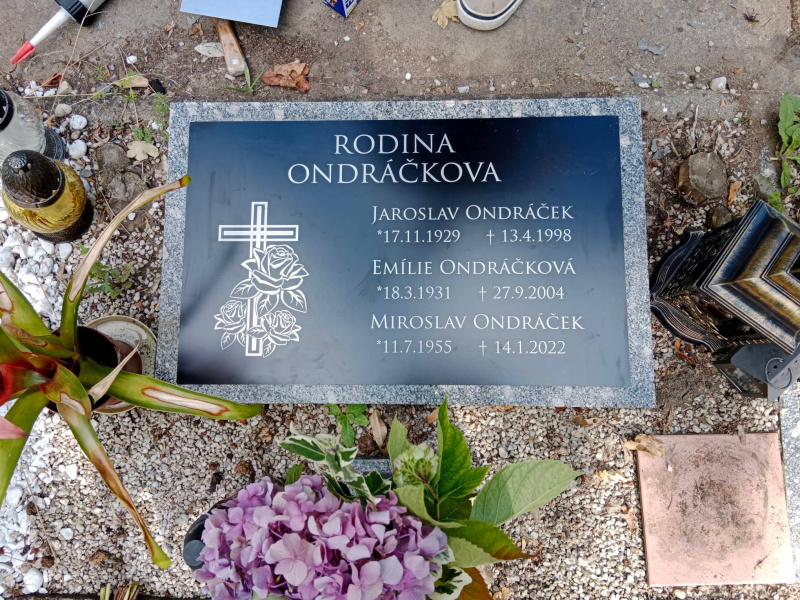 RODINA
ONDRÁČKOVA
JAROSLAV ONDRÁČEK
*17.11.1929 † 13.4.1998
EMÍLIE ONDRÁČKOVÁ
*18.3.1931 † 27.9.2004
MIROSLAV ONDRÁČEK
*11.7.1955 † 14.1.2022